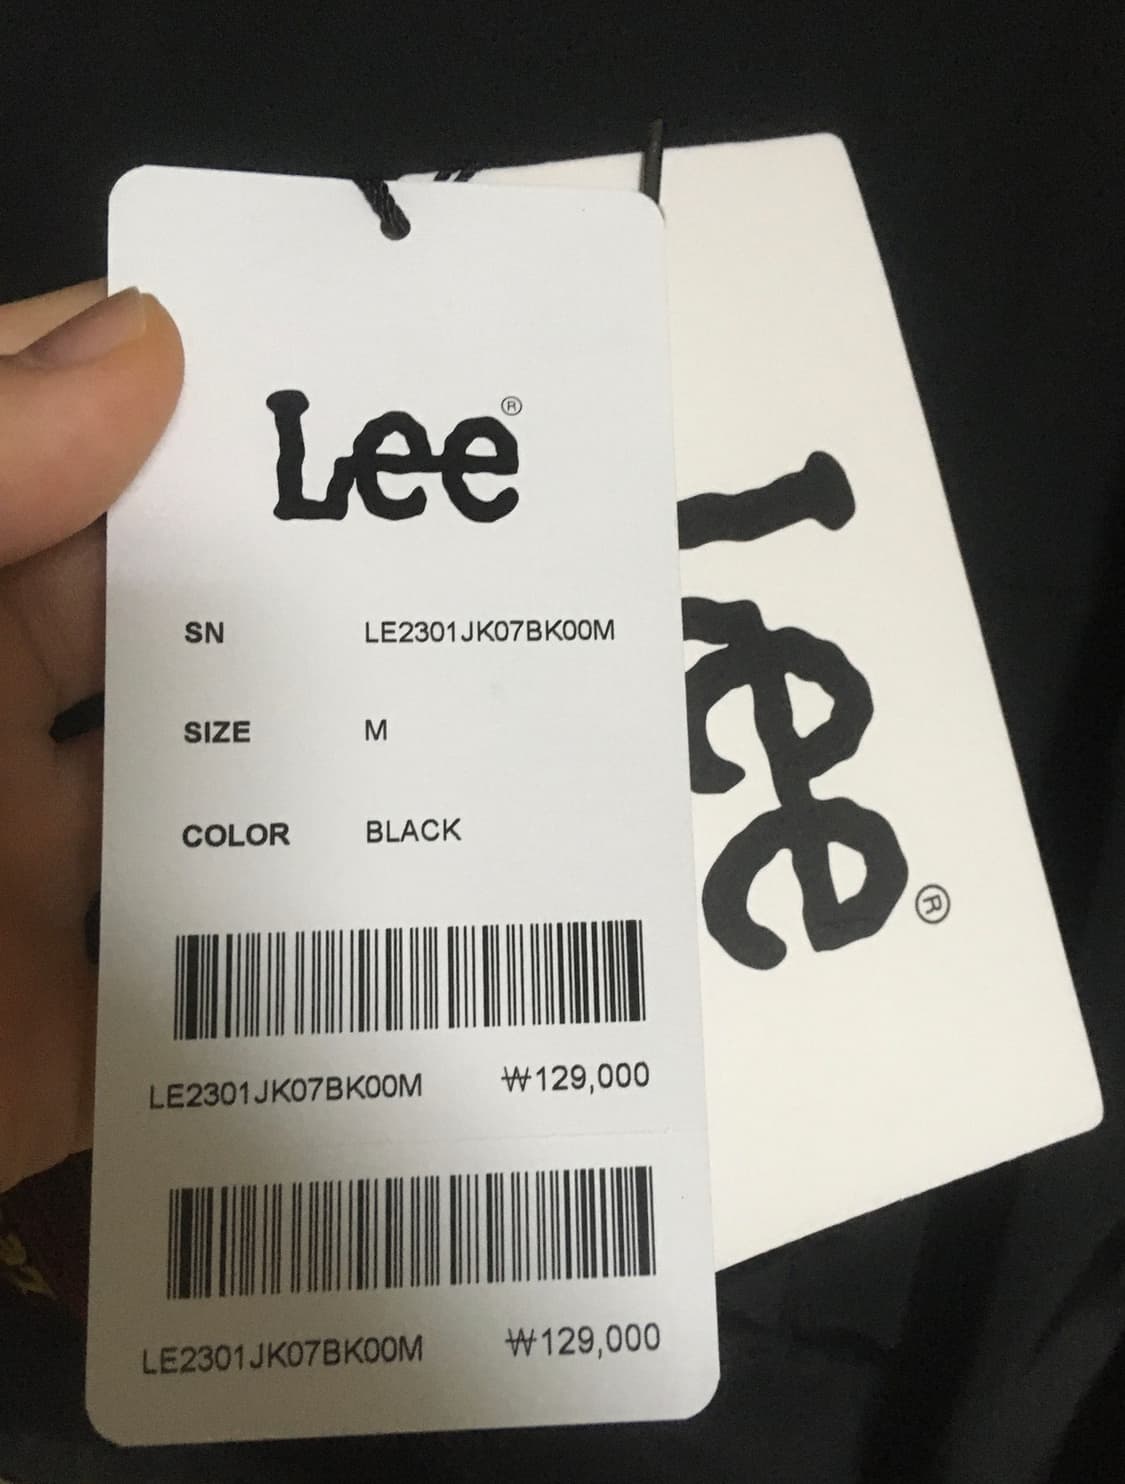 Lee®
SN LE2301JK07BK00M
SIZE M
COLOR BLACK
LE2301JK07BK00M ₩129,000
LE2301JK07BK00M ₩129,000
Lee®